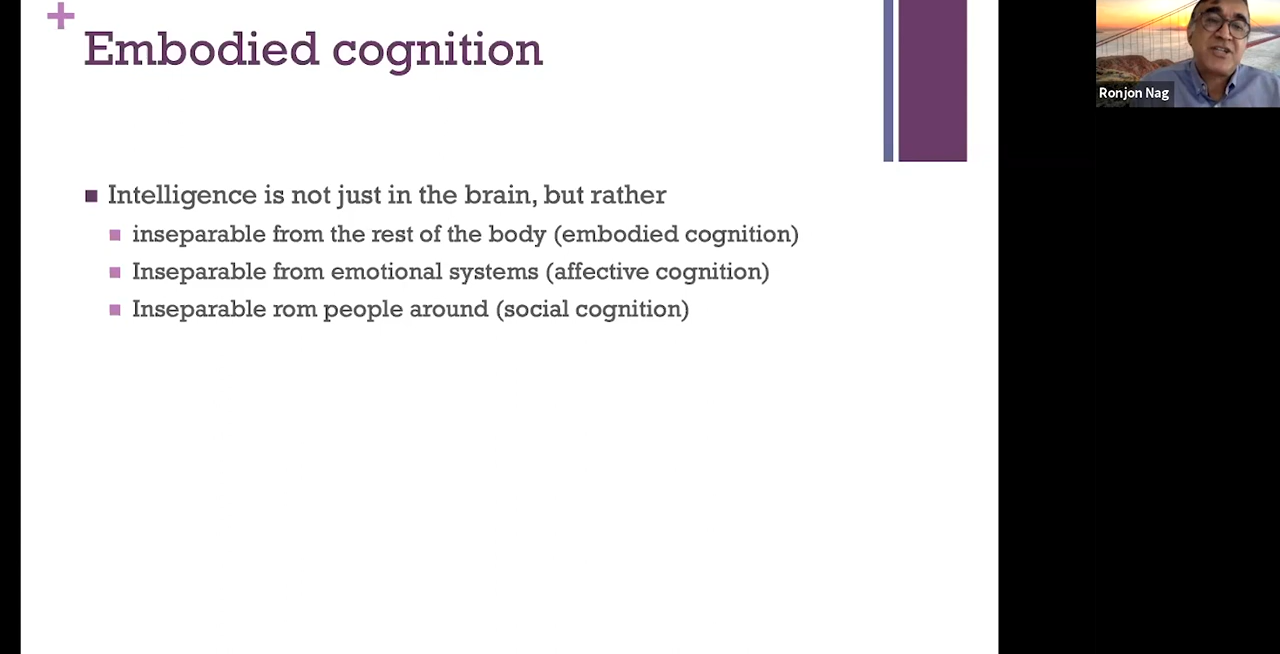 Embodied cognition
Intelligence is not just in the brain, but rather
inseparable from the rest of the body (embodied cognition)
Inseparable from emotional systems (affective cognition)
Inseparable rom people around (social cognition)
Ronjon Nag